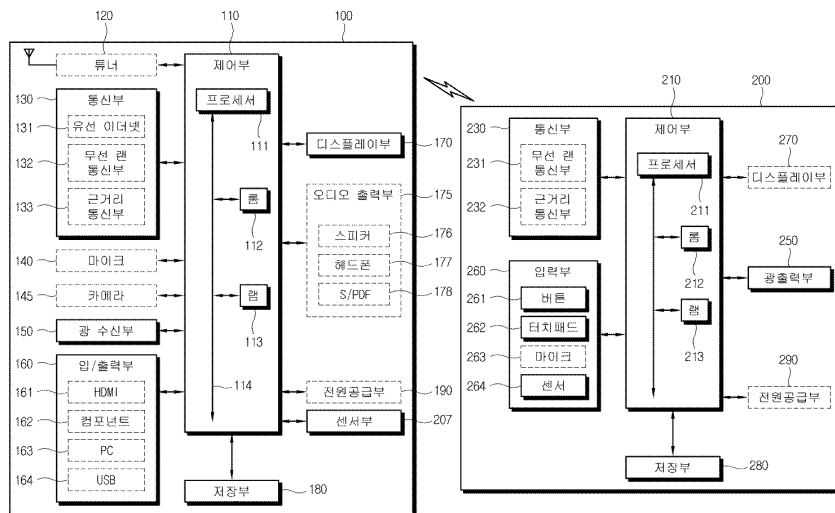 120
110
100
튜너
제어부
130
통신부
프로세서
111
131
유선 이더넷
132
무선 랜
통신부
133
근거리
통신부
디스플레이부
170
오디오 출력부
175
스피커
176
헤드폰
177
S/PDF
178
롬
112
140
마이크
145
카메라
램
113
150
광 수신부
160
입/출력부
161
HDMI
162
컴포넌트
163
PC
164
USB
114
전원공급부
190
센서부
207
저장부
180
200
210
230
통신부
제어부
231
무선 랜
통신부
232
근거리
통신부
프로세서
211
270
디스플레이부
롬
212
260
입력부
261
버튼
262
터치패드
263
마이크
264
센서
250
광출력부
램
213
290
전원공급부
저장부
280